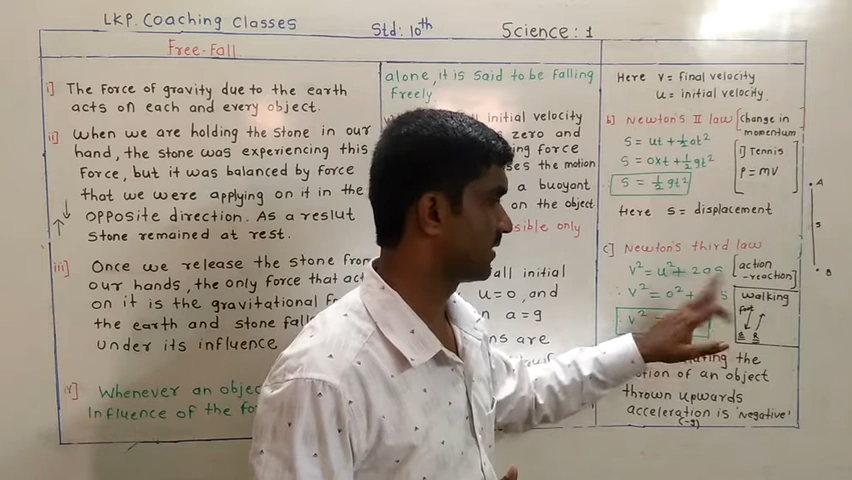 LKP. Coaching Classes
Std: 10th
Science: 1
Free-Fall
i] The force of gravity due to the earth
acts on each and every object.
ii] When we are holding the stone in our
hand, the stone was experiencing this
Force, but it was balanced by force
that we were applying on it in the
opposite direction. As a reslut
stone remained at rest.
iii] Once we release the stone from
our hands, the only force that act
on it is the gravitational f
the earth and stone fall
under its influence
Whenever an objec
Influence of the fo
alone, it is said to be falling
Freely
initial velocity
zero and
ing force
ses the motion
a buoyant
on the object
sible only
all initial
u=0, and
n a=g
ns are
Here v= final velocity
u= initial velocity.
b] Newton's II law [change in momentum
S = ut + ½at²
S = 0xt + ½gt²
S = ½gt²
[i] Tennis
P = mv]
Here S = displacement
c] Newton's third law
V² = u² + 2as
[action
-reaction]
∴ V² = 0² +
V²
walking
foot
A
S
B
the
motion of an object
thrown upwards
acceleration is 'negative'
(-g)